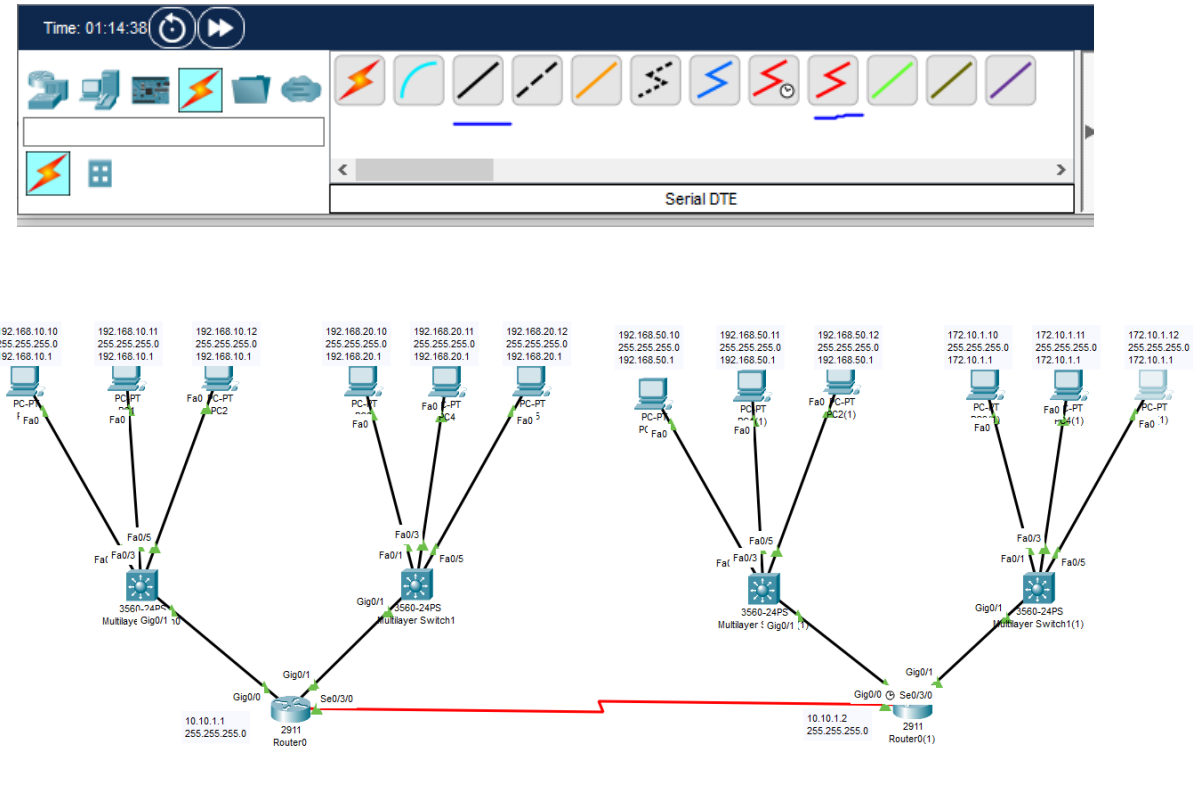 Time: 01:14:38
Serial DTE
192.168.10.10
255.255.255.0
192.168.10.1
192.168.10.11
255.255.255.0
192.168.10.1
192.168.10.12
255.255.255.0
192.168.10.1
192.168.20.10
255.255.255.0
192.168.20.1
192.168.20.11
255.255.255.0
192.168.20.1
192.168.20.12
255.255.255.0
192.168.20.1
192.168.50.10
255.255.255.0
192.168.50.1
192.168.50.11
255.255.255.0
192.168.50.1
192.168.50.12
255.255.255.0
192.168.50.1
172.10.1.10
255.255.255.0
172.10.1.1
172.10.1.11
255.255.255.0
172.10.1.1
172.10.1.12
255.255.255.0
172.10.1.1
PC-PT
Fa0
PC-PT
Fa0
Fa0
PC-PT
PC2
PC-PT
Fa0
Fa0
PC4
PC-PT
Fa0
PC-PT
Fa0
PC-PT
Fa0
Fa0
PC-PT
PC2(1)
PC-PT
Fa0
Fa0
PC-PT
Fa0
Fa0/5
Fa0/3
3560-24PS
Gig0/1
Fa0/3
Fa0/1
Fa0/5
Gig0/1
3560-24PS
Multilayer Switch1
Fa0/5
Fa0/3
3560-24PS
Gig0/1
Fa0/3
Fa0/1
Fa0/5
Gig0/1
3560-24PS
Multilayer Switch1(1)
Gig0/1
Gig0/0
Se0/3/0
10.10.1.1
255.255.255.0
2911
Router0
Gig0/1
Gig0/0
Se0/3/0
10.10.1.2
255.255.255.0
2911
Router0(1)